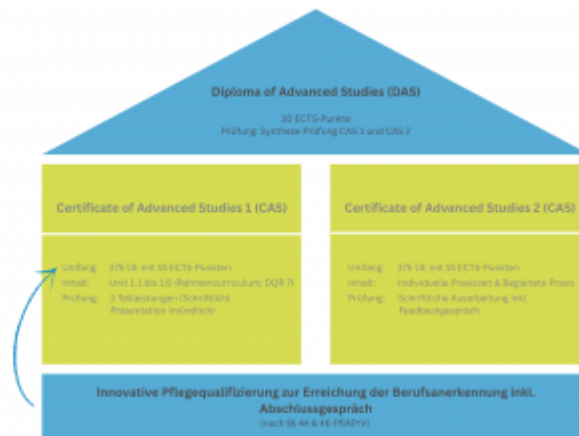 Diploma of Advanced Studies (DAS)
30 ECTS-Punkte
Prüfung: Synthese Prüfung CAS 1 and CAS 2
Certificate of Advanced Studies 1 (CAS)
Certificate of Advanced Studies 2 (CAS)
Umfang: 375 UE mit 15 ECTS-Punkten
Inhalt: Unit 1.1 bis 1.6 (Rahmencurriculum; DQR 7)
Prüfung: 3 Teilleistungen (Schriftlich)
Präsentation (mündlich)
Umfang: 375 UE mit 15 ECTS-Punkten
Inhalt: Individuelle Praxiszeit & Begleitete Praxis
Prüfung: Schriftliche Ausarbeitung inkl.
Feedbackgespräch
Innovative Pflegequalifizierung zur Erreichung der Berufsanerkennung inkl.
Abschlussgespräch
(nach §§ 44 & 46 PflAPrV)